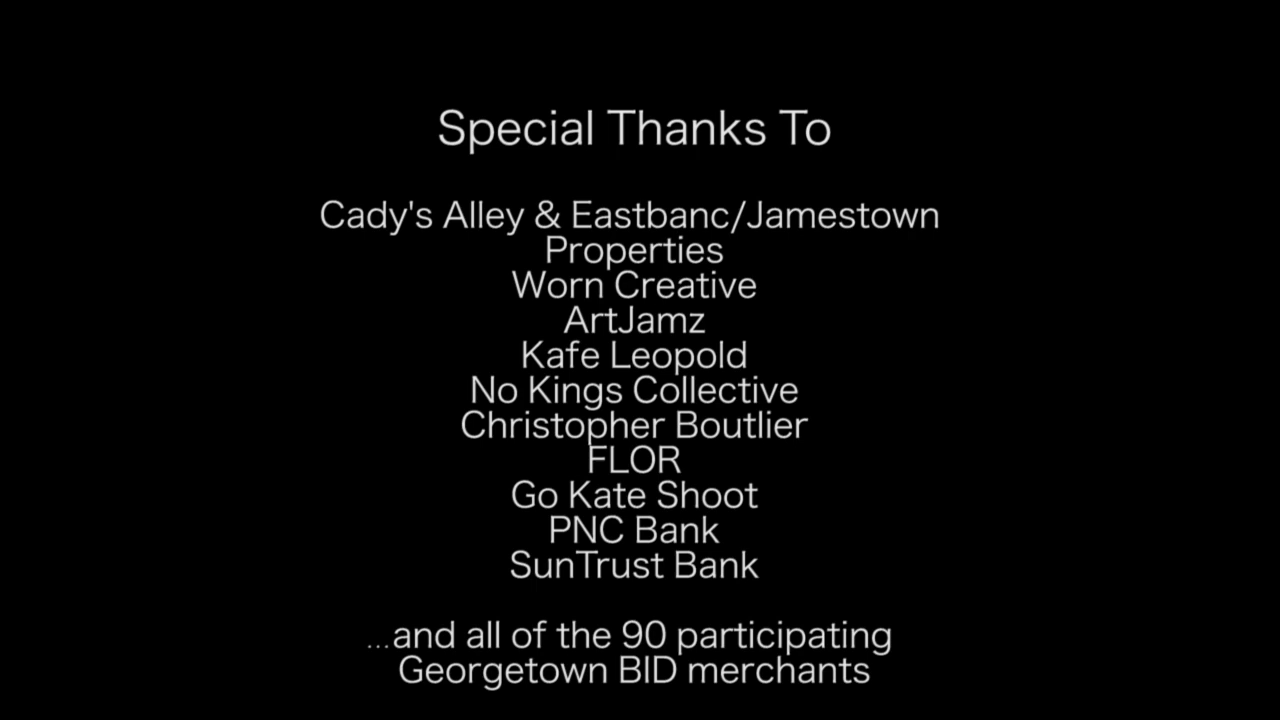 Special Thanks To
Cady's Alley & Eastbanc/Jamestown
Properties
Worn Creative
ArtJamz
Kafe Leopold
No Kings Collective
Christopher Boutlier
FLOR
Go Kate Shoot
PNC Bank
SunTrust Bank
...and all of the 90 participating
Georgetown BID merchants